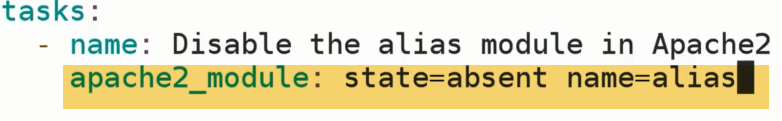 tasks:
- name: Disable the alias module in Apache2
apache2_module: state=absent name=alias